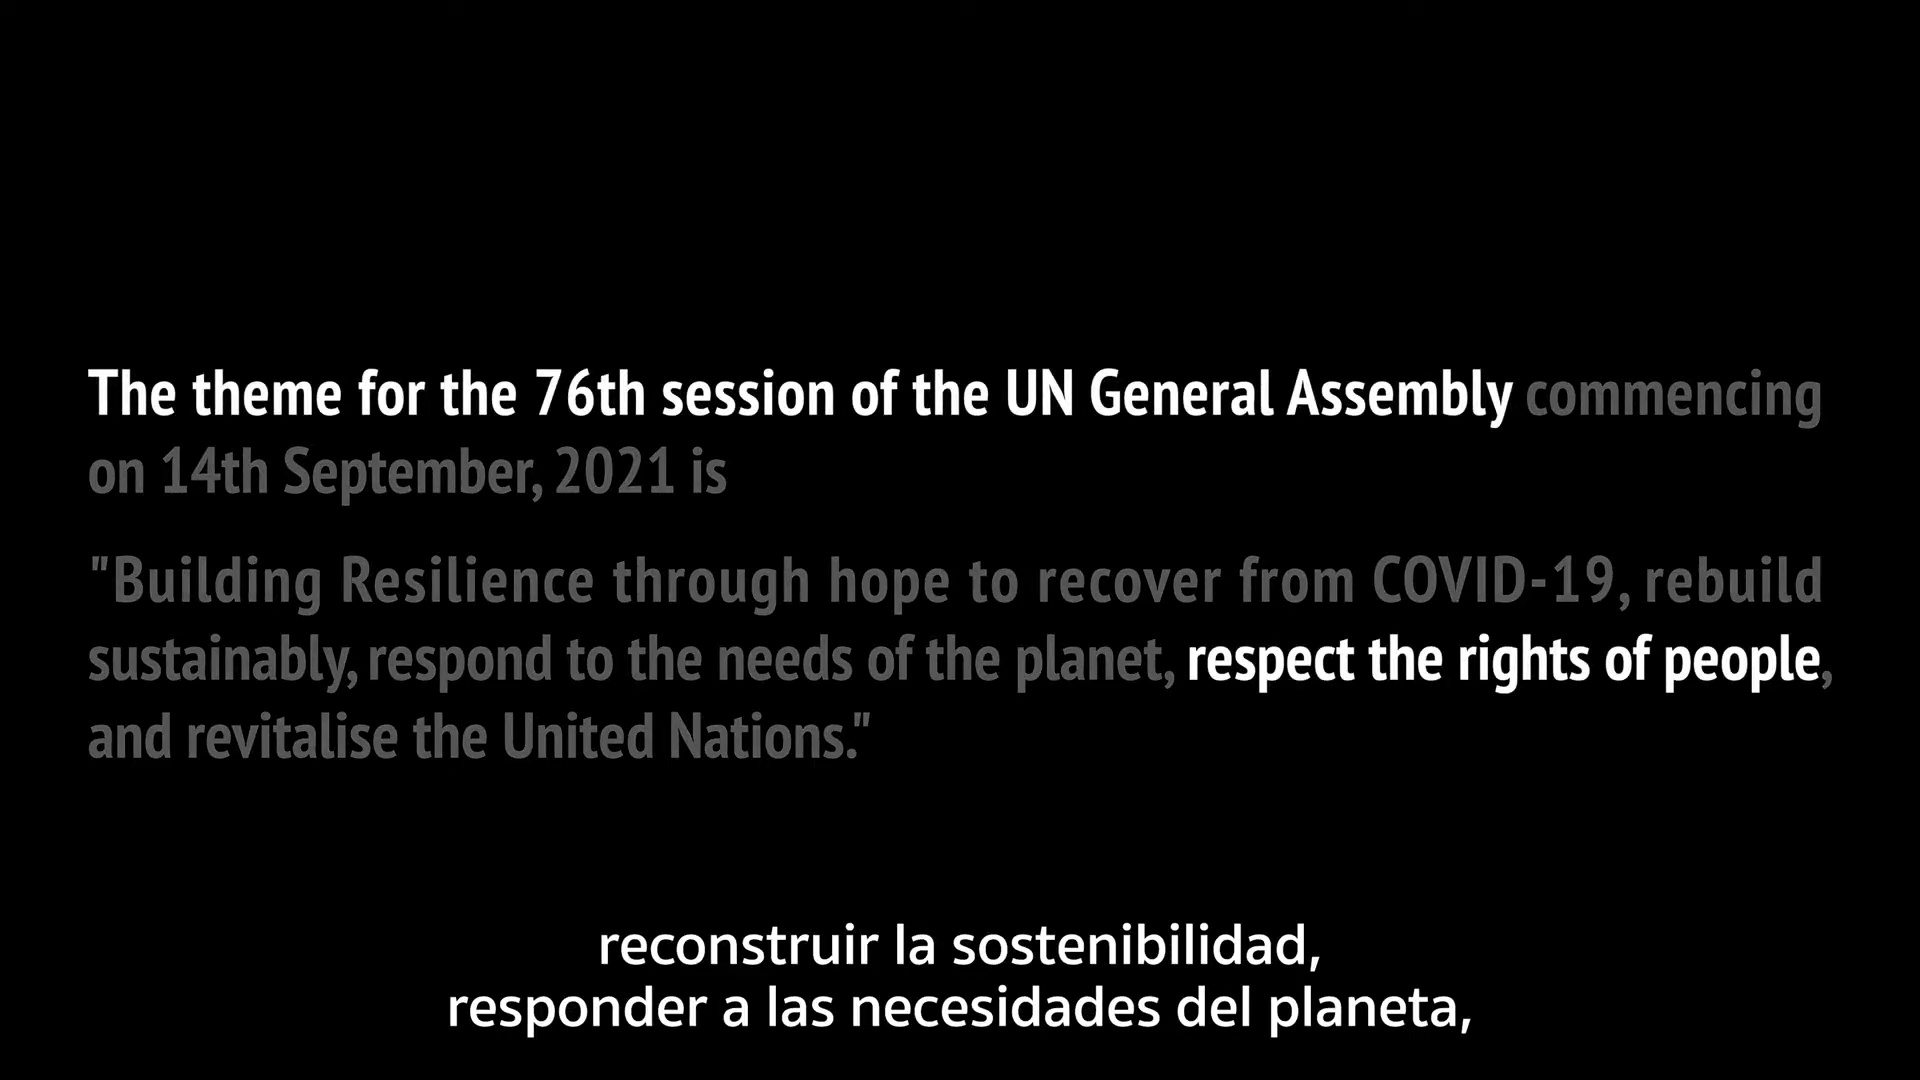 The theme for the 76th session of the UN General Assembly commencing
on 14th September, 2021 is
"Building Resilience through hope to recover from COVID-19, rebuild
sustainably, respond to the needs of the planet, respect the rights of people,
and revitalise the United Nations."
reconstruir la sostenibilidad,
responder a las necesidades del planeta,